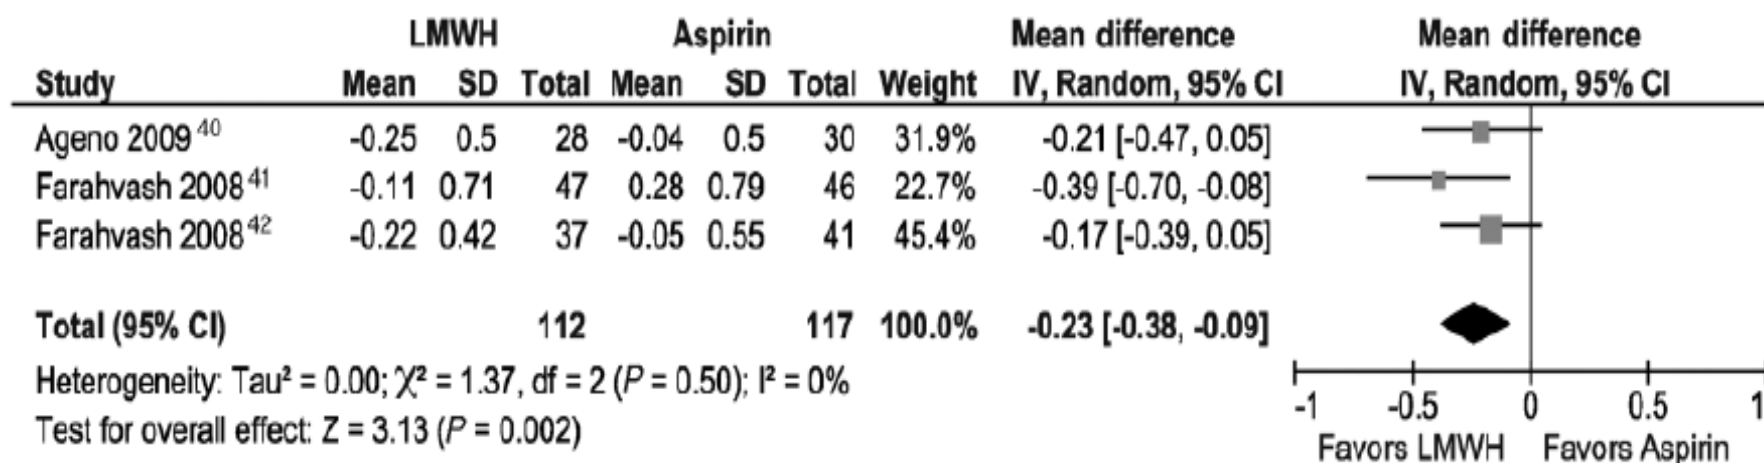 LMWH Aspirin Mean difference Mean difference
Study Mean SD Total Mean SD Total Weight IV, Random, 95% CI IV, Random, 95% CI
Ageno 2009 40 -0.25 0.5 28 -0.04 0.5 30 31.9% -0.21 [-0.47, 0.05]
Farahvash 2008 41 -0.11 0.71 47 0.28 0.79 46 22.7% -0.39 [-0.70, -0.08]
Farahvash 2008 42 -0.22 0.42 37 -0.05 0.55 41 45.4% -0.17 [-0.39, 0.05]
Total (95% CI) 112 117 100.0% -0.23 [-0.38, -0.09]
Heterogeneity: Tau² = 0.00; χ² = 1.37, df = 2 (P = 0.50); I² = 0%
Test for overall effect: Z = 3.13 (P = 0.002)
-1 -0.5 0 0.5 1
Favors LMWH Favors Aspirin